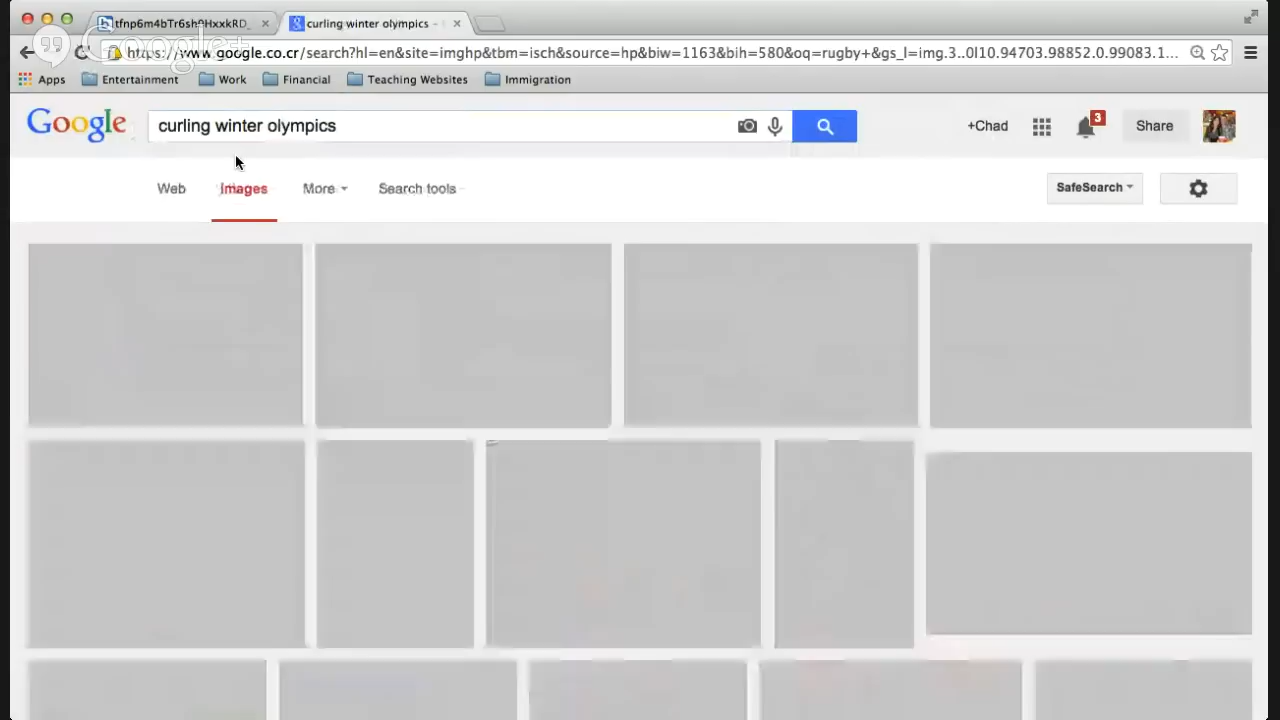 tfnp6m4bTr6sh9HxxkRD_
curling winter olympics -
Google+
https://www.google.co.cr/search?hl=en&site=imghp&tbm=isch&source=hp&biw=1163&bih=580&oq=rugby+&gs_l=img.3..0l10.94703.98852.0.99083.1...
Apps Entertainment Work Financial Teaching Websites Immigration
Google curling winter olympics +Chad 3 Share
Web Images More Search tools SafeSearch